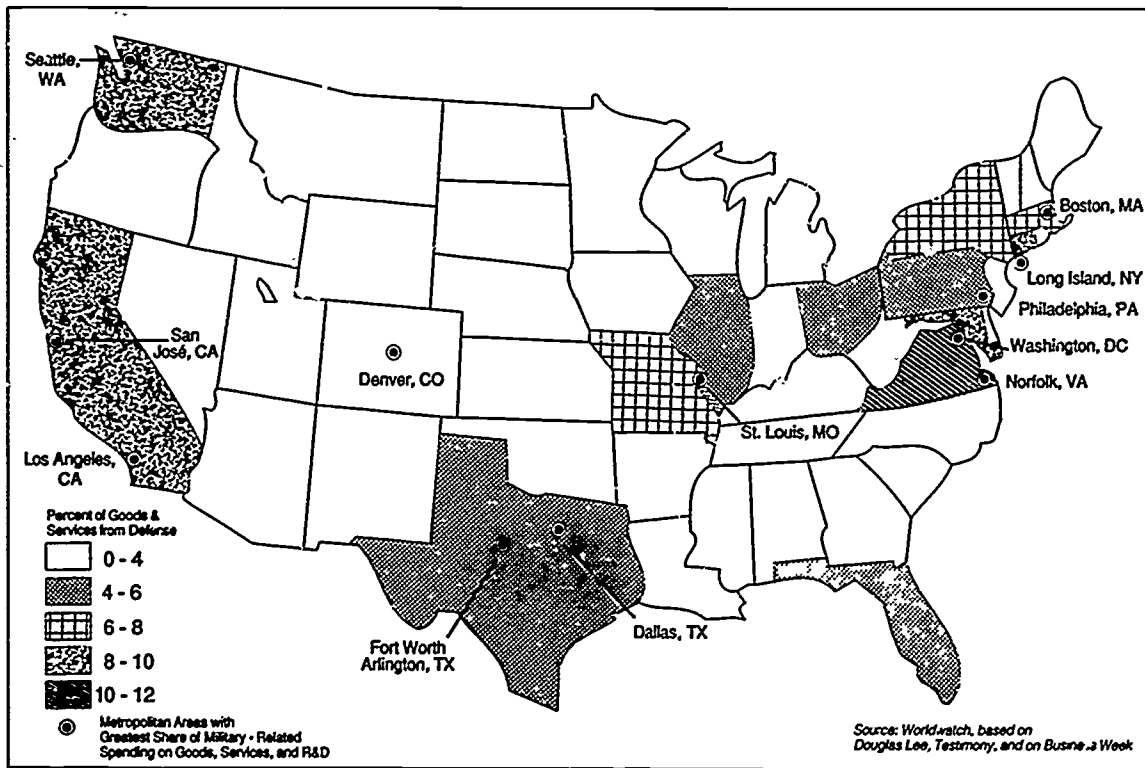 Seattle,
WA
Boston, MA
Long Island, NY
Philadelphia, PA
Washington, DC
Norfolk, VA
San
José, CA
Denver, CO
St. Louis, MO
Los Angeles,
CA
Dallas, TX
Fort Worth
Arlington, TX
Percent of Goods &
Services from Defense
0 - 4
4 - 6
6 - 8
8 - 10
10 - 12
Metropolitan Areas with
Greatest Share of Military - Related
Spending on Goods, Services, and R&D
Source: Worldwatch, based on
Douglas Lee, Testimony, and on Business Week